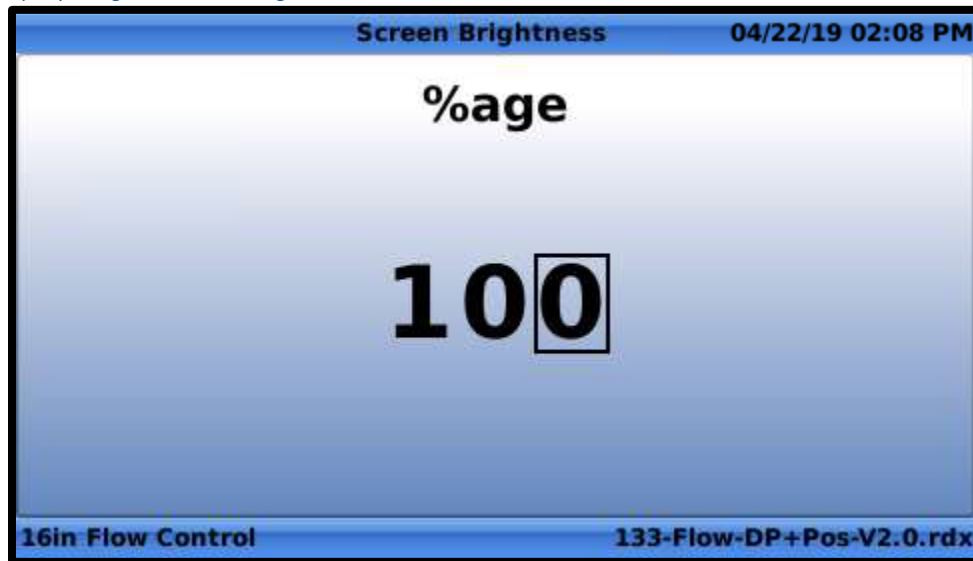 Screen Brightness 04/22/19 02:08 PM
%age
100
16in Flow Control 133-Flow-DP+Pos-V2.0.rdx